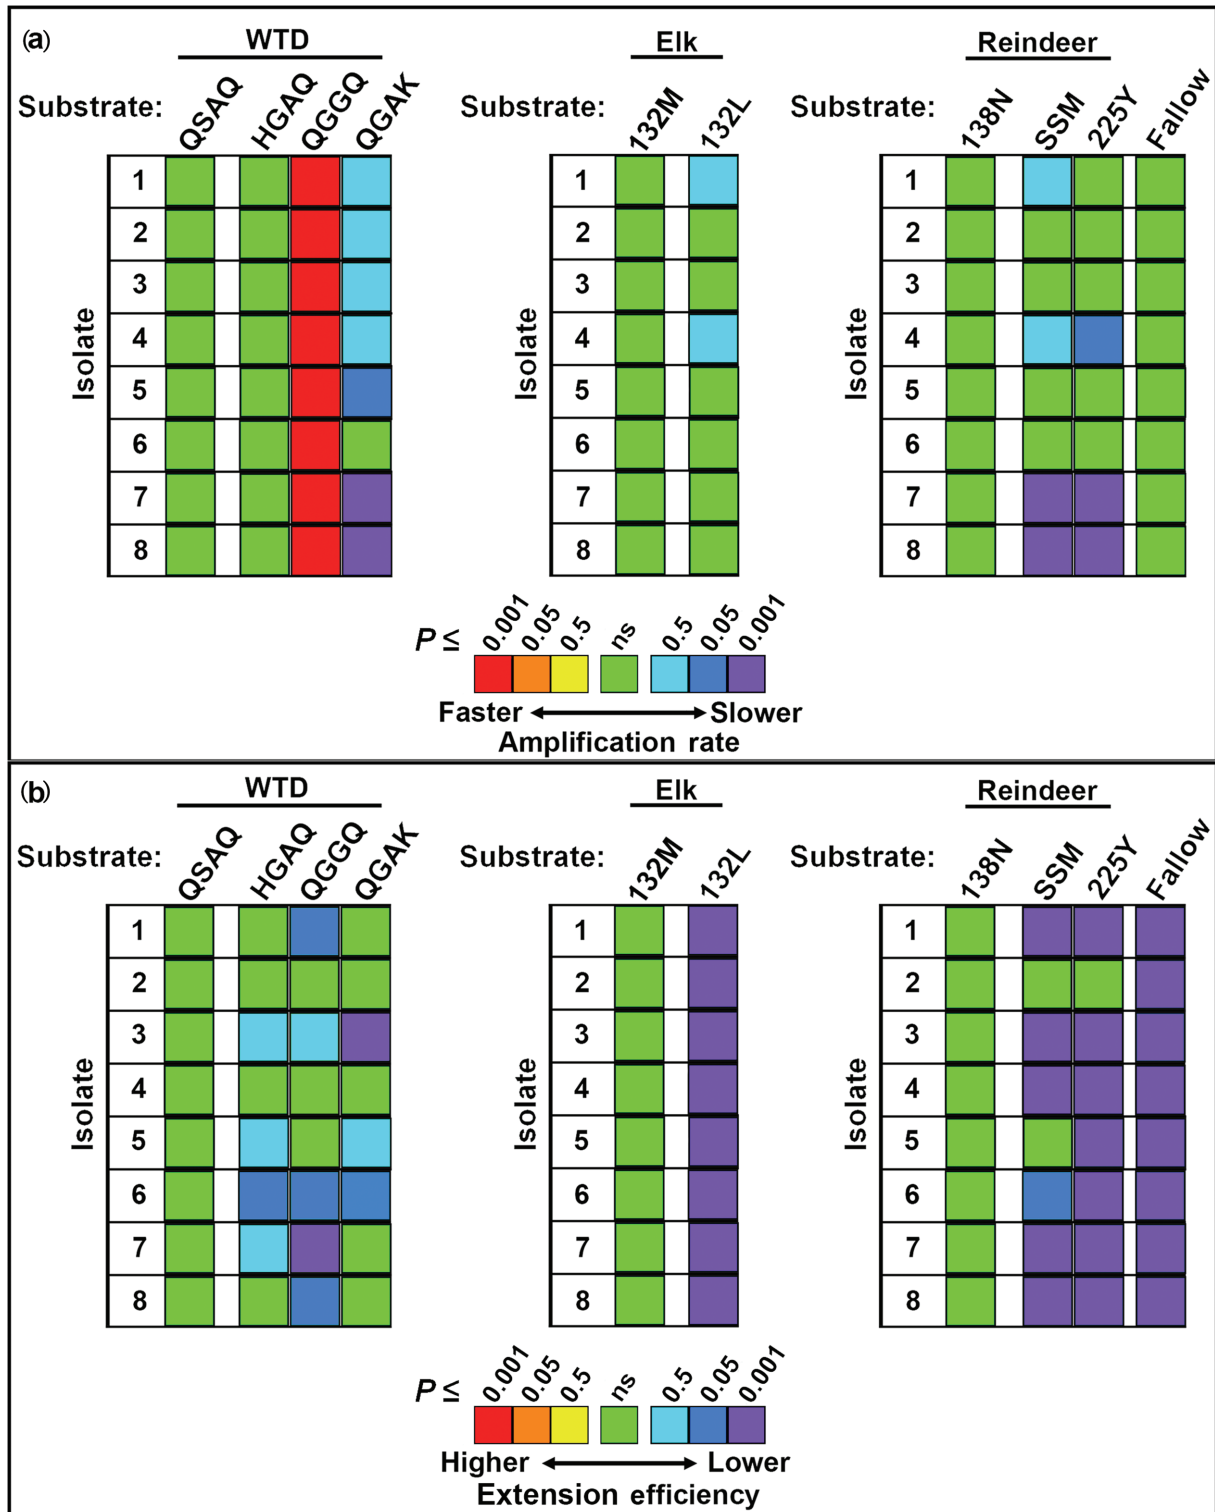 (a)
WTD
Elk
Reindeer
Substrate: QSAQ HGAQ QGGQ QGAK
Substrate: 132M 132L
Substrate: 138N SSM 225Y Fallow
Isolate
1
2
3
4
5
6
7
8
Isolate
1
2
3
4
5
6
7
8
Isolate
1
2
3
4
5
6
7
8
P ≤ 0.001 0.05 0.5 ns 0.5 0.05 0.001
Faster Slower
Amplification rate
(b)
WTD
Elk
Reindeer
Substrate: QSAQ HGAQ QGGQ QGAK
Substrate: 132M 132L
Substrate: 138N SSM 225Y Fallow
Isolate
1
2
3
4
5
6
7
8
Isolate
1
2
3
4
5
6
7
8
Isolate
1
2
3
4
5
6
7
8
P ≤ 0.001 0.05 0.5 ns 0.5 0.05 0.001
Higher Lower
Extension efficiency